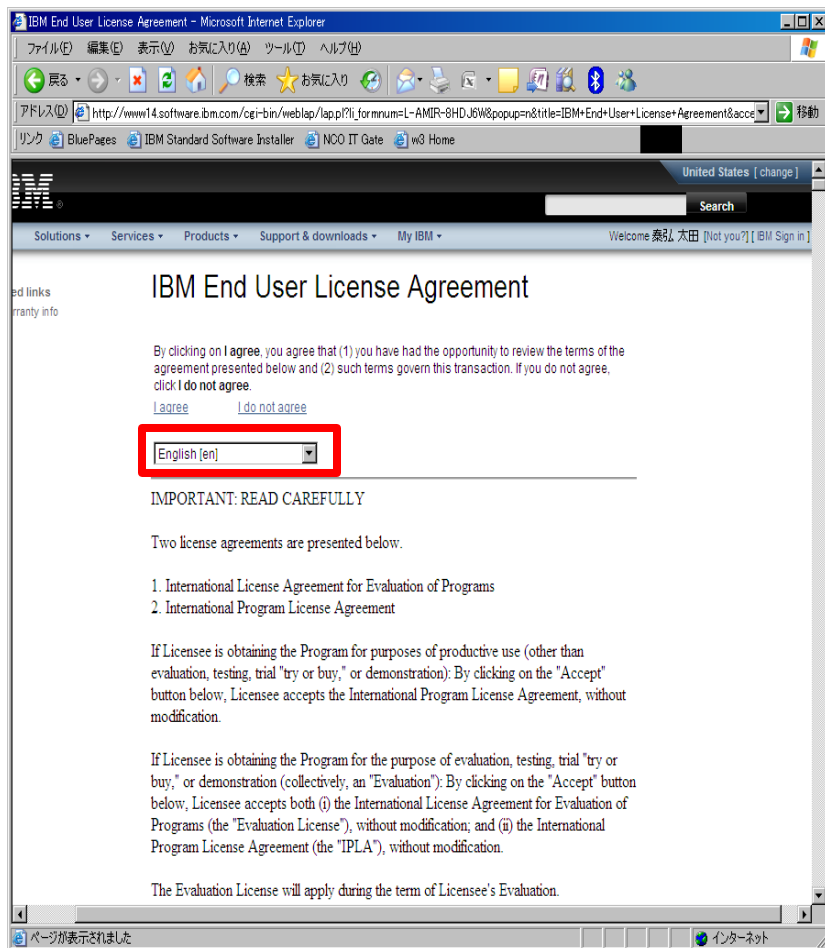 IBM End User License Agreement - Microsoft Internet Explorer
ファイル(F) 編集(E) 表示(V) お気に入り(A) ツール(T) ヘルプ(H)
戻る 検索 お気に入り
アドレス(D) http://www14.software.ibm.com/cgi-bin/weblap/lap.pl?li_formnum=L-AMIR-8HDJ6W&popup=n&title=IBM+End+User+License+Agreement&acce 移動
リンク BluePages IBM Standard Software Installer NCO IT Gate w3 Home
United States [ change ]
IBM®
Search
Solutions Services Products Support & downloads My IBM Welcome 泰弘 太田 [Not you?] [ IBM Sign in ]
ed links
rranty info
IBM End User License Agreement
By clicking on I agree, you agree that (1) you have had the opportunity to review the terms of the
agreement presented below and (2) such terms govern this transaction. If you do not agree,
click I do not agree.
I agree I do not agree
English [en]
IMPORTANT: READ CAREFULLY
Two license agreements are presented below.
1. International License Agreement for Evaluation of Programs
2. International Program License Agreement
If Licensee is obtaining the Program for purposes of productive use (other than
evaluation, testing, trial "try or buy," or demonstration): By clicking on the "Accept"
button below, Licensee accepts the International Program License Agreement, without
modification.
If Licensee is obtaining the Program for the purpose of evaluation, testing, trial "try or
buy," or demonstration (collectively, an "Evaluation"): By clicking on the "Accept" button
below, Licensee accepts both (i) the International License Agreement for Evaluation of
Programs (the "Evaluation License"), without modification; and (ii) the International
Program License Agreement (the "IPLA"), without modification.
The Evaluation License will apply during the term of Licensee's Evaluation.
ページが表示されました インターネット